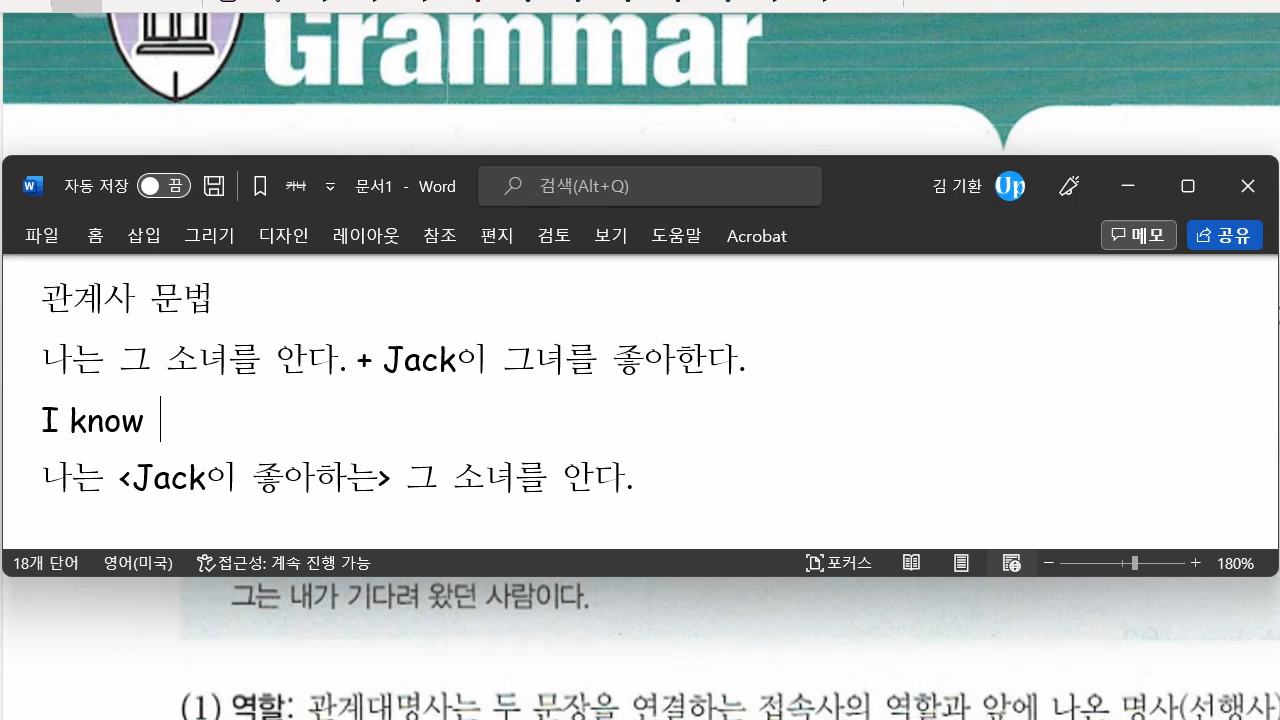 Grammar
자동 저장 끔 가나 문서1 - Word 검색(Alt+Q) 김 기환 Up
파일 홈 삽입 그리기 디자인 레이아웃 참조 편지 검토 보기 도움말 Acrobat 메모 공유
관계사 문법
나는 그 소녀를 안다. + Jack이 그녀를 좋아한다.
I know
나는 <Jack이 좋아하는> 그 소녀를 안다.
18개 단어 영어(미국) 접근성: 계속 진행 가능 포커스 180%
그는 내가 기다려 왔던 사람이다.
(1) 역할: 관계대명사는 두 문장을 연결하는 접속사의 역할과 앞에 나온 명사(선행사)